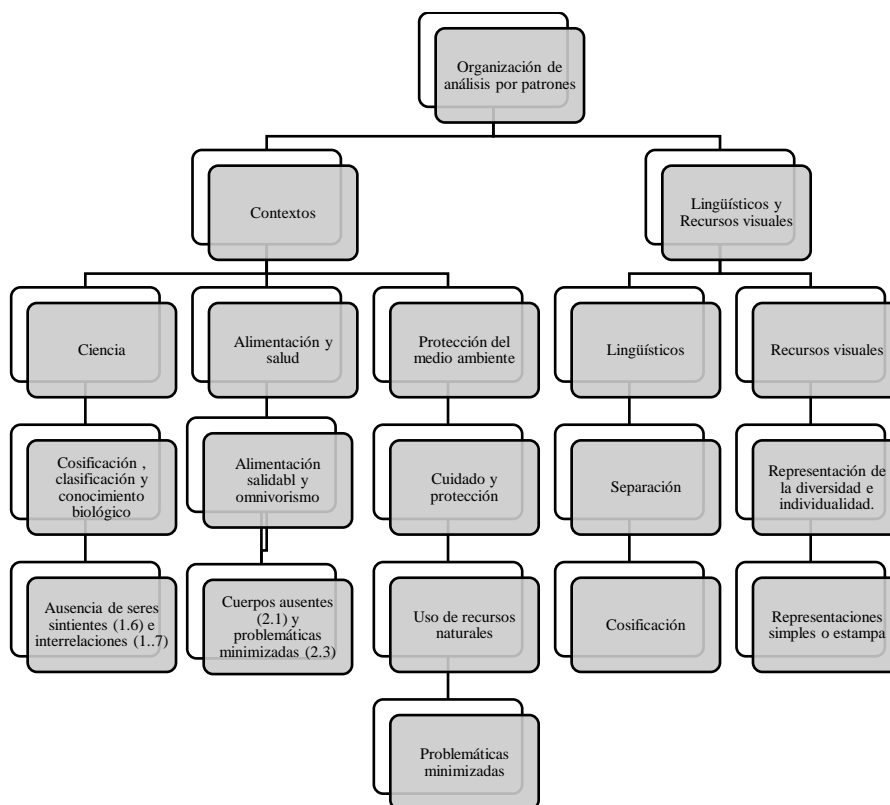 Organización de
análisis por patrones
Contextos
Lingüísticos y
Recursos visuales
Ciencia
Alimentación y
salud
Protección del
medio ambiente
Lingüísticos
Recursos visuales
Cosificación ,
clasificación y
conocimiento
biológico
Alimentación
salidabl y
omnivorismo
Cuidado y
protección
Separación
Representación de
la diversidad e
individualidad.
Ausencia de seres
sintientes (1.6) e
interrelaciones (1..7)
Cuerpos ausentes
(2.1) y
problemáticas
minimizadas (2.3)
Uso de recursos
naturales
Cosificación
Representaciones
simples o estampa
Problemáticas
minimizadas